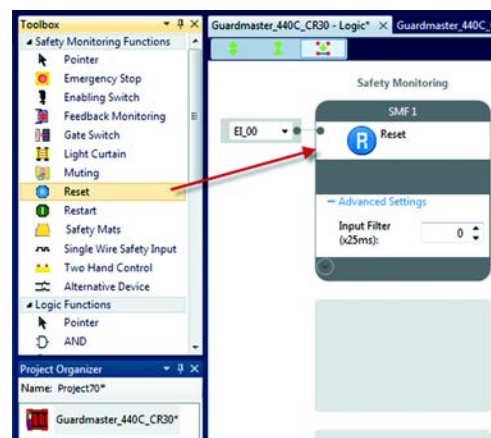 Toolbox
Safety Monitoring Functions
Pointer
Emergency Stop
Enabling Switch
Feedback Monitoring
Gate Switch
Light Curtain
Muting
Reset
Restart
Safety Mats
Single Wire Safety Input
Two Hand Control
Alternative Device
Logic Functions
Pointer
AND
Project Organizer
Name: Project70*
Guardmaster_440C_CR30*
Guardmaster_440C_CR30 - Logic*
Guardmaster_440C_
Safety Monitoring
SMF 1
EI_00
R
Reset
Advanced Settings
Input Filter
(x25ms):
0